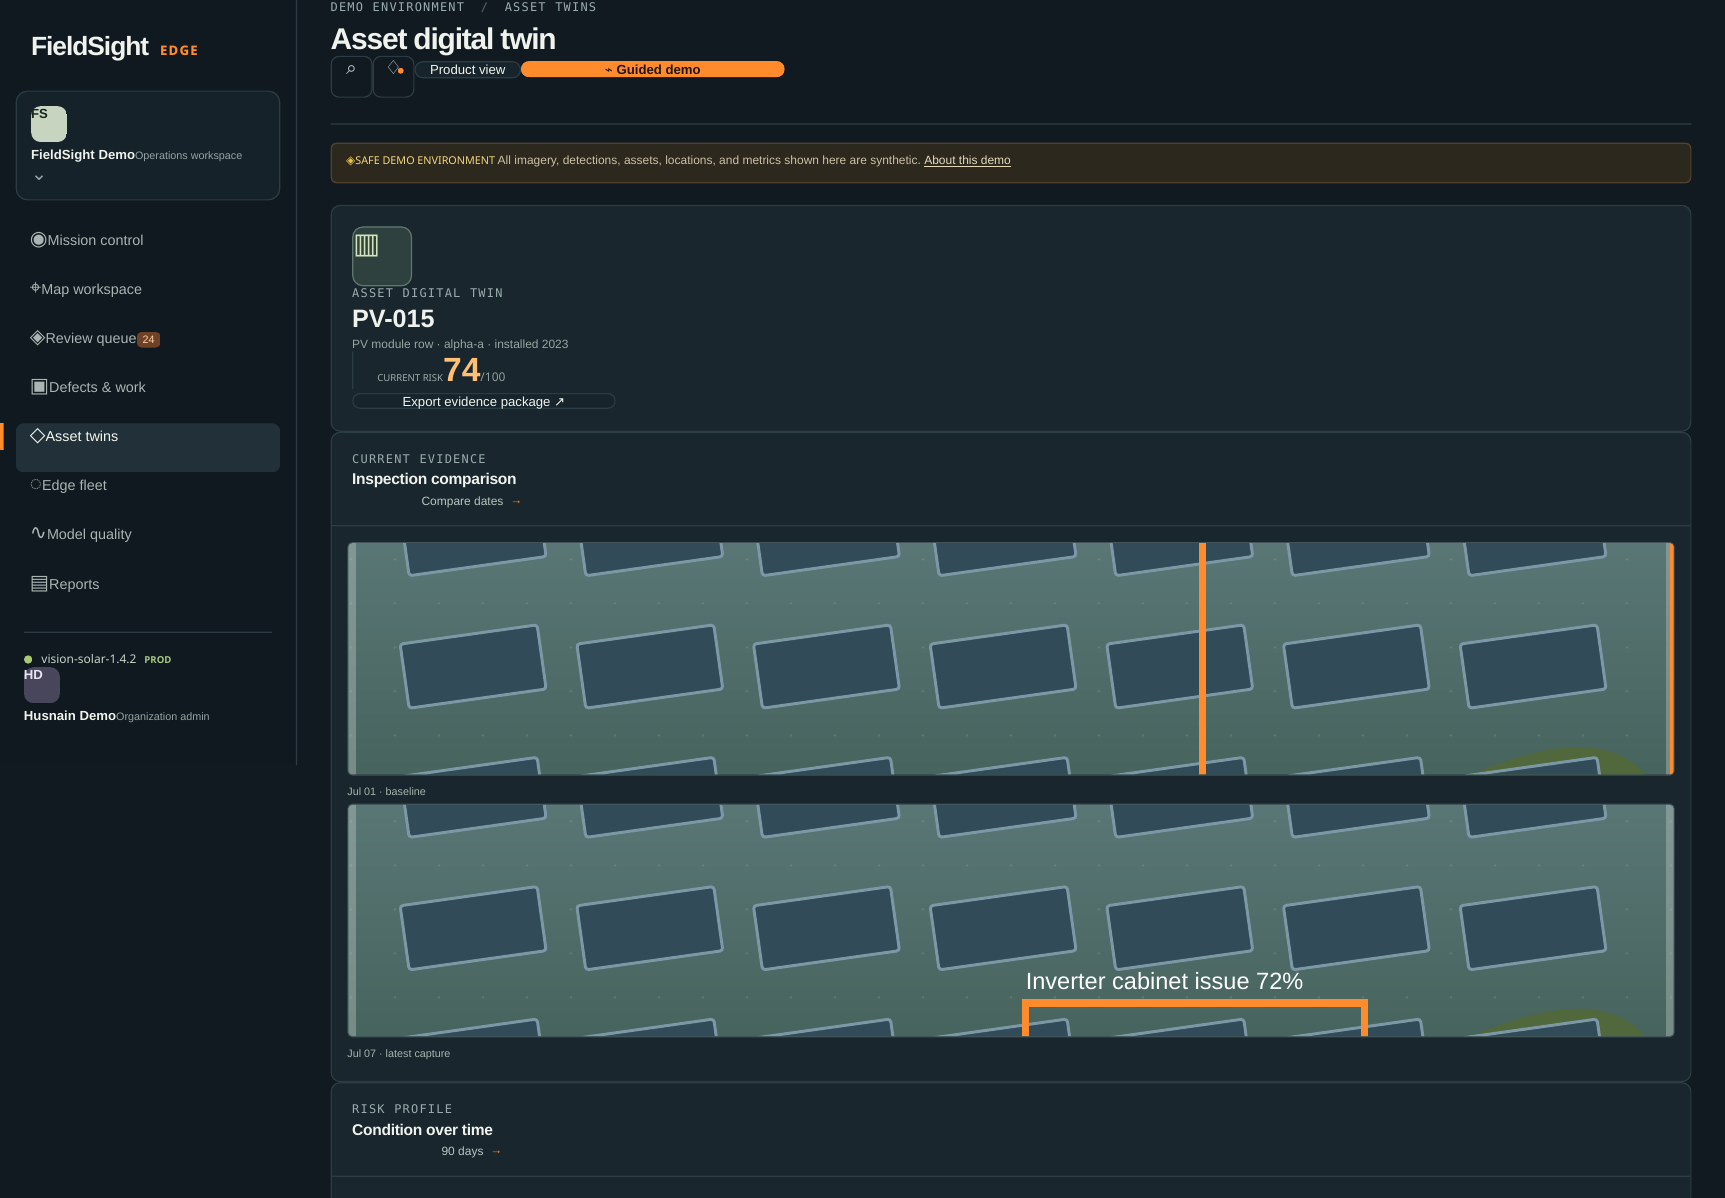 FieldSight EDGE
FS
FieldSight DemoOperations workspace
Mission control
Map workspace
Review queue 24
Defects & work
Asset twins
Edge fleet
Model quality
Reports
vision-solar-1.4.2 PROD
HD
Husnain DemoOrganization admin
DEMO ENVIRONMENT / ASSET TWINS
Asset digital twin
Product view
Guided demo
SAFE DEMO ENVIRONMENT All imagery, detections, assets, locations, and metrics shown here are synthetic. About this demo
ASSET DIGITAL TWIN
PV-015
PV module row · alpha-a · installed 2023
CURRENT RISK 74/100
Export evidence package ↗
CURRENT EVIDENCE
Inspection comparison
Compare dates →
Jul 01 · baseline
Inverter cabinet issue 72%
Jul 07 · latest capture
RISK PROFILE
Condition over time
90 days →